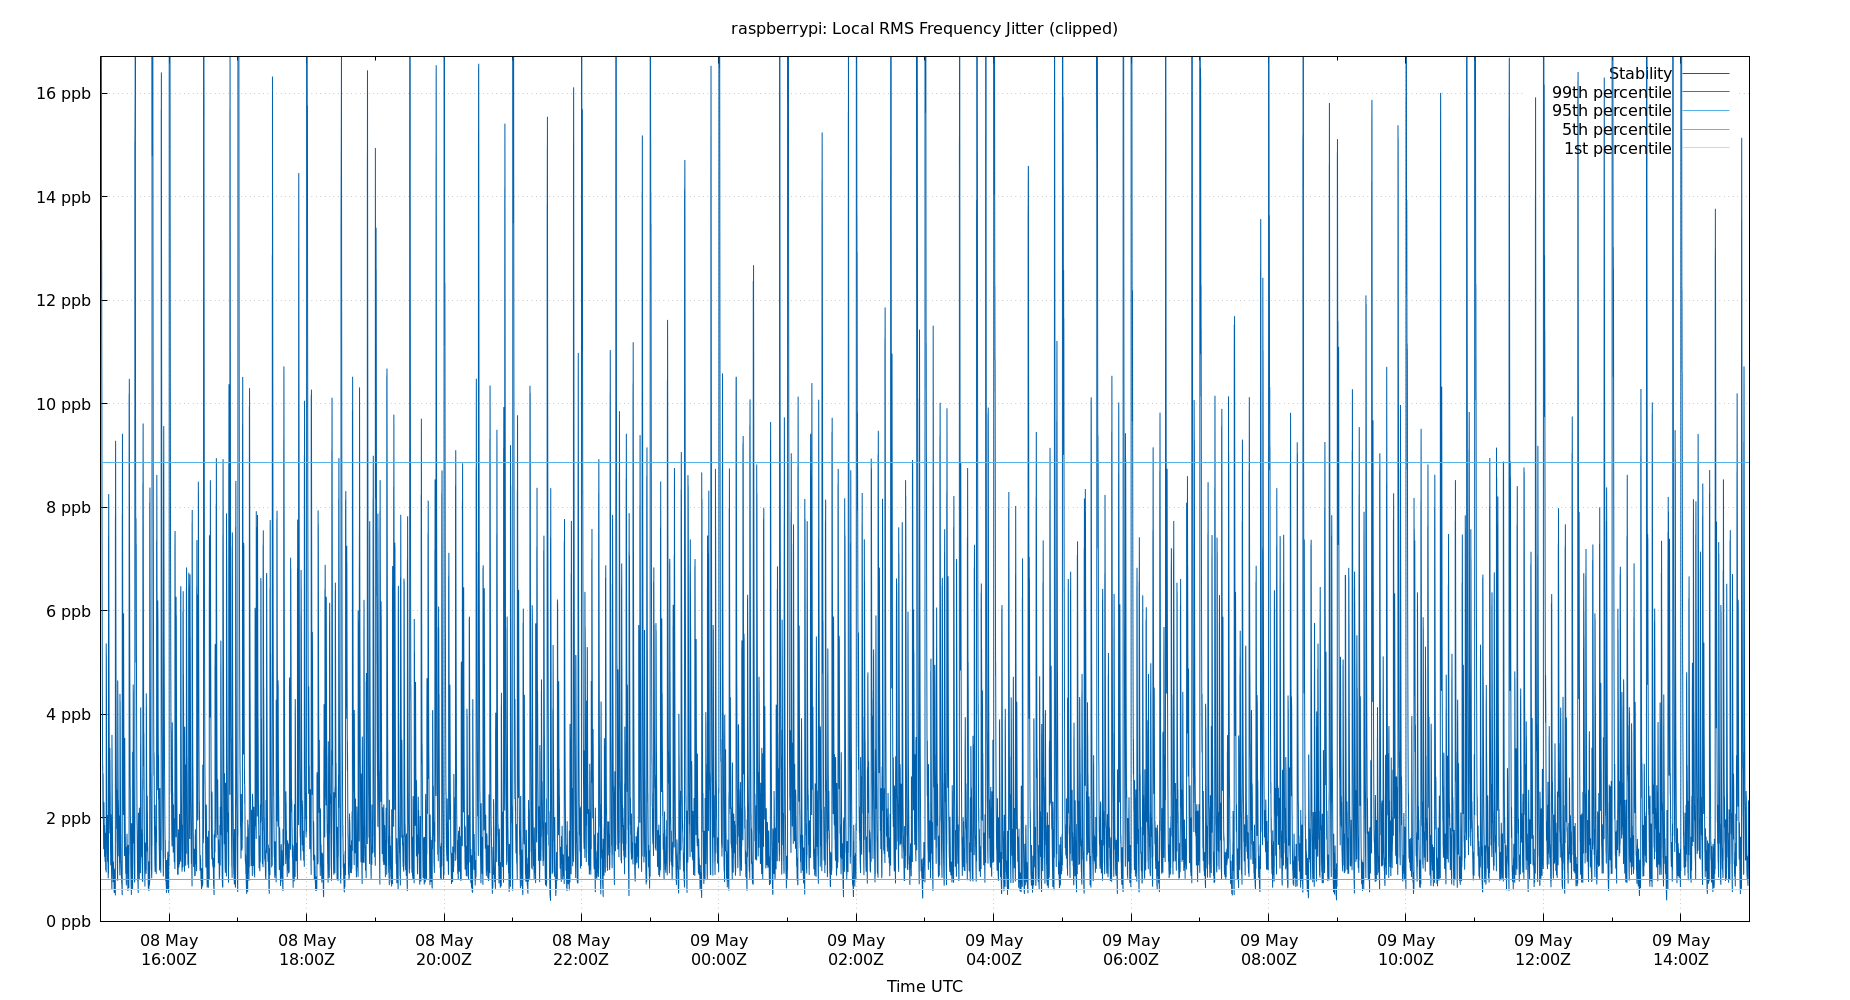 raspberrypi: Local RMS Frequency Jitter (clipped)
Stability
99th percentile
95th percentile
5th percentile
1st percentile
16 ppb
14 ppb
12 ppb
10 ppb
8 ppb
6 ppb
4 ppb
2 ppb
0 ppb
08 May 08 May 08 May 08 May 09 May 09 May 09 May 09 May 09 May 09 May 09 May 09 May
16:00Z 18:00Z 20:00Z 22:00Z 00:00Z 02:00Z 04:00Z 06:00Z 08:00Z 10:00Z 12:00Z 14:00Z
Time UTC